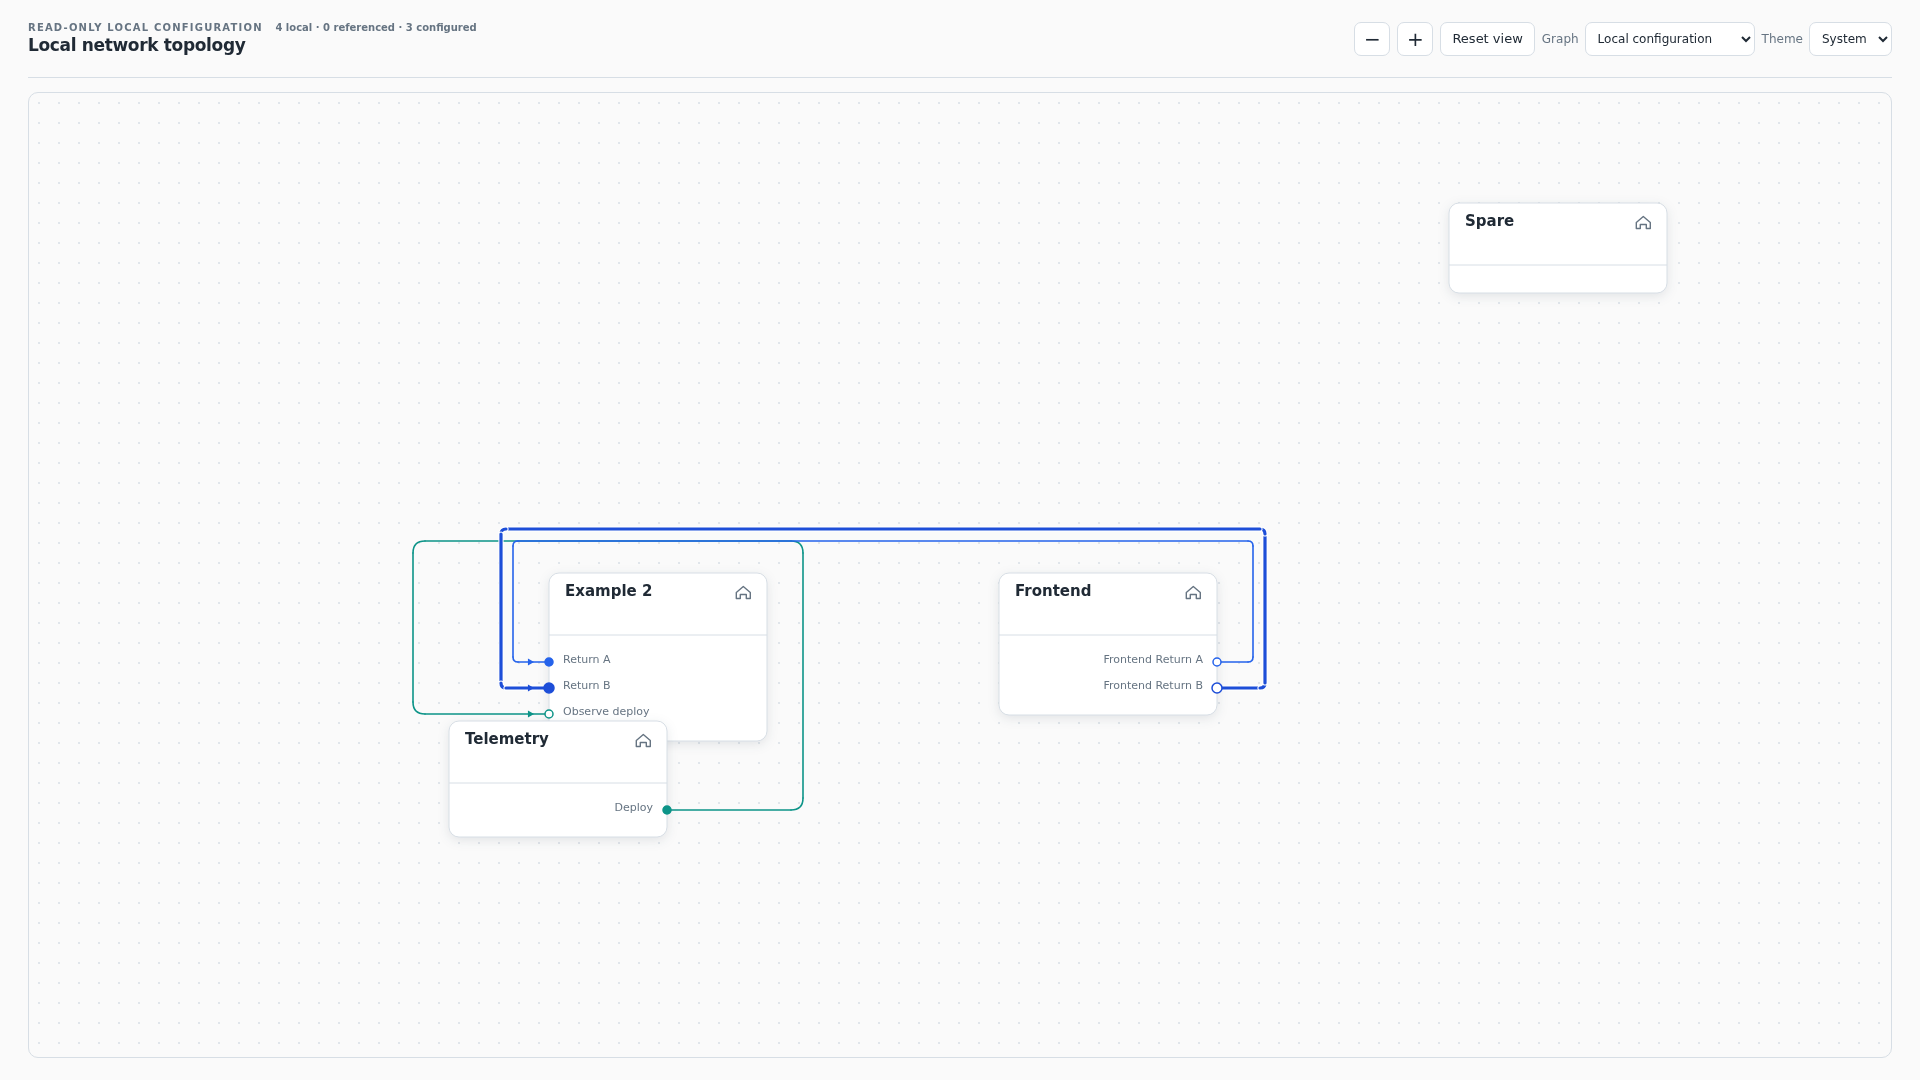 READ-ONLY LOCAL CONFIGURATION 4 local · 0 referenced · 3 configured
Local network topology
− + Reset view Graph Local configuration Theme System
Spare
Example 2
Return A
Return B
Observe deploy
Frontend
Frontend Return A
Frontend Return B
Telemetry
Deploy